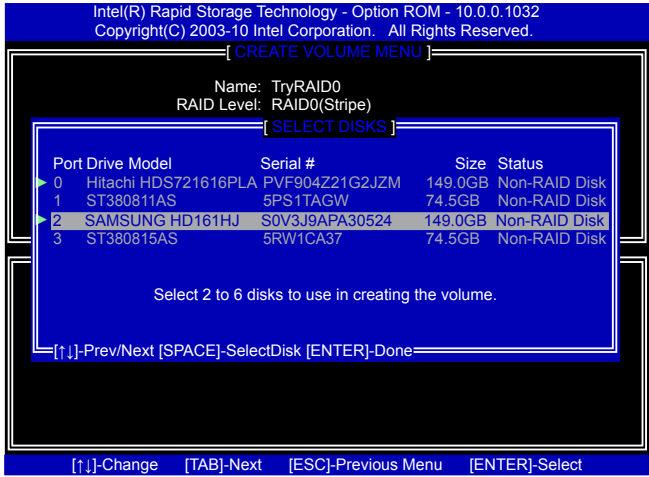 Intel(R) Rapid Storage Technology - Option ROM - 10.0.0.1032
Copyright(C) 2003-10 Intel Corporation. All Rights Reserved.
[ CREATE VOLUME MENU ]
Name: TryRAID0
RAID Level: RAID0(Stripe)
[ SELECT DISKS ]
Port Drive Model Serial # Size Status
0 Hitachi HDS721616PLA PVF904Z21G2JZM 149.0GB Non-RAID Disk
1 ST380811AS 5PS1TAGW 74.5GB Non-RAID Disk
2 SAMSUNG HD161HJ S0V3J9APA30524 149.0GB Non-RAID Disk
3 ST380815AS 5RW1CA37 74.5GB Non-RAID Disk
Select 2 to 6 disks to use in creating the volume.
[↑↓]-Prev/Next [SPACE]-SelectDisk [ENTER]-Done
[↑↓]-Change [TAB]-Next [ESC]-Previous Menu [ENTER]-Select